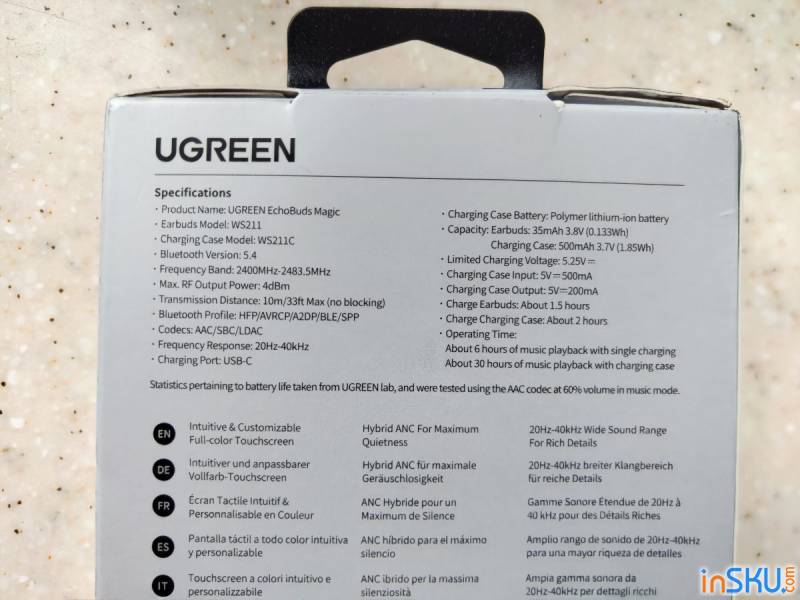 UGREEN
Specifications
· Product Name: UGREEN EchoBuds Magic
· Earbuds Model: WS211
· Charging Case Model: WS211C
· Bluetooth Version: 5.4
· Frequency Band: 2400MHz-2483.5MHz
· Max. RF Output Power: 4dBm
· Transmission Distance: 10m/33ft Max (no blocking)
· Bluetooth Profile: HFP/AVRCP/A2DP/BLE/SPP
· Codecs: AAC/SBC/LDAC
· Frequency Response: 20Hz-40kHz
· Charging Port: USB-C
· Charging Case Battery: Polymer lithium-ion battery
· Capacity: Earbuds: 35mAh 3.8V (0.133Wh)
Charging Case: 500mAh 3.7V (1.85Wh)
· Limited Charging Voltage: 5.25V⎓
· Charging Case Input: 5V⎓500mA
· Charging Case Output: 5V⎓200mA
· Charge Earbuds: About 1.5 hours
· Charge Charging Case: About 2 hours
· Operating Time:
About 6 hours of music playback with single charging
About 30 hours of music playback with charging case
Statistics pertaining to battery life taken from UGREEN lab, and were tested using the AAC codec at 60% volume in music mode.
EN
Intuitive & Customizable
Full-color Touchscreen
Hybrid ANC For Maximum
Quietness
20Hz-40kHz Wide Sound Range
For Rich Details
DE
Intuitiver und anpassbarer
Vollfarb-Touchscreen
Hybrid ANC für maximale
Geräuschlosigkeit
20Hz-40kHz breiter Klangbereich
für reiche Details
FR
Écran Tactile Intuitif &
Personnalisable en Couleur
ANC Hybride pour un
Maximum de Silence
Gamme Sonore Étendue de 20Hz à
40 kHz pour des Détails Riches
ES
Pantalla táctil a todo color intuitiva
y personalizable
ANC híbrido para el máximo
silencio
Amplio rango de sonido de 20Hz-40kHz
para una mayor riqueza de detalles
IT
Touchscreen a colori intuitivo e
personalizzabile
ANC ibrido per la massima
silenziosità
Ampia gamma sonora da
20Hz-40kHz per dettagli ricchi
inSKU.com